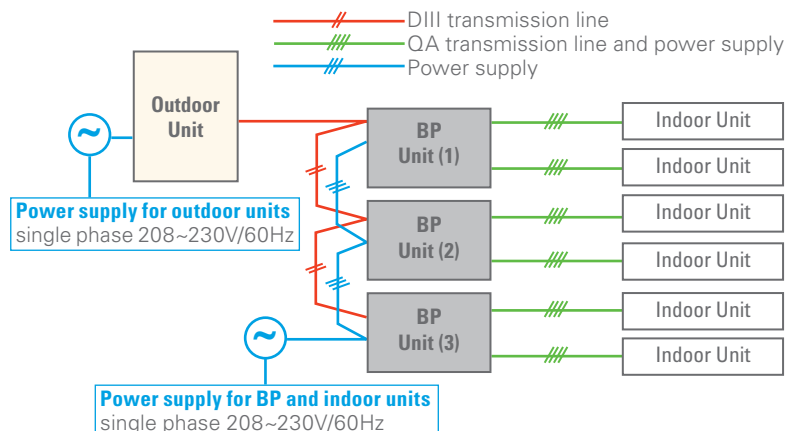 DIII transmission line
QA transmission line and power supply
Power supply
Outdoor
Unit
BP
Unit (1)
Indoor Unit
Indoor Unit
~
Power supply for outdoor units
single phase 208~230V/60Hz
BP
Unit (2)
Indoor Unit
Indoor Unit
BP
Unit (3)
Indoor Unit
Indoor Unit
~
Power supply for BP and indoor units
single phase 208~230V/60Hz